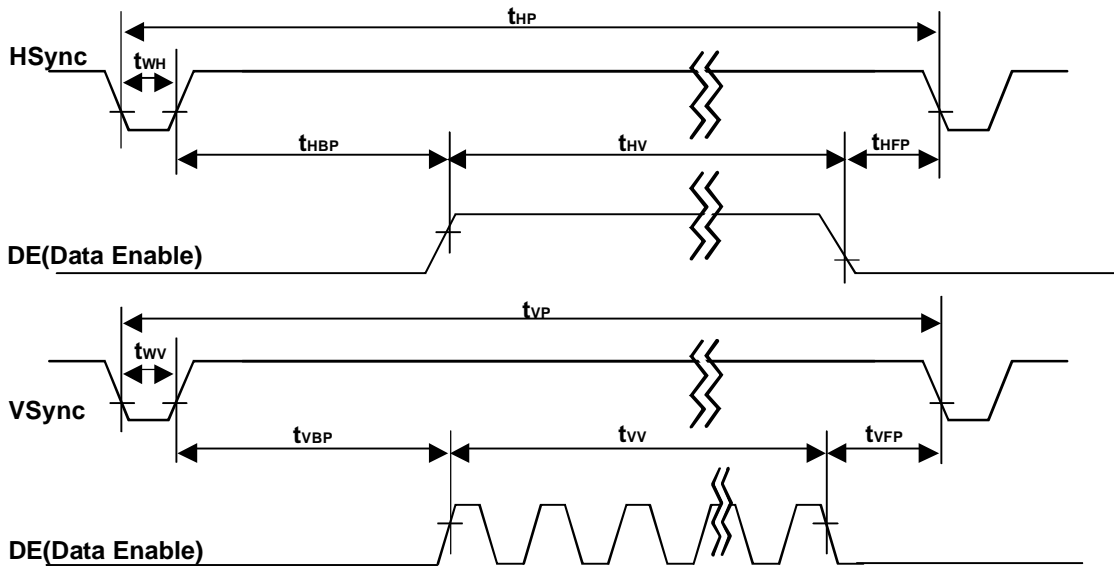 tHP
HSync
tWH
tHBP
tHV
tHFP
DE(Data Enable)
tVP
tWV
VSync
tVBP
tVV
tVFP
DE(Data Enable)